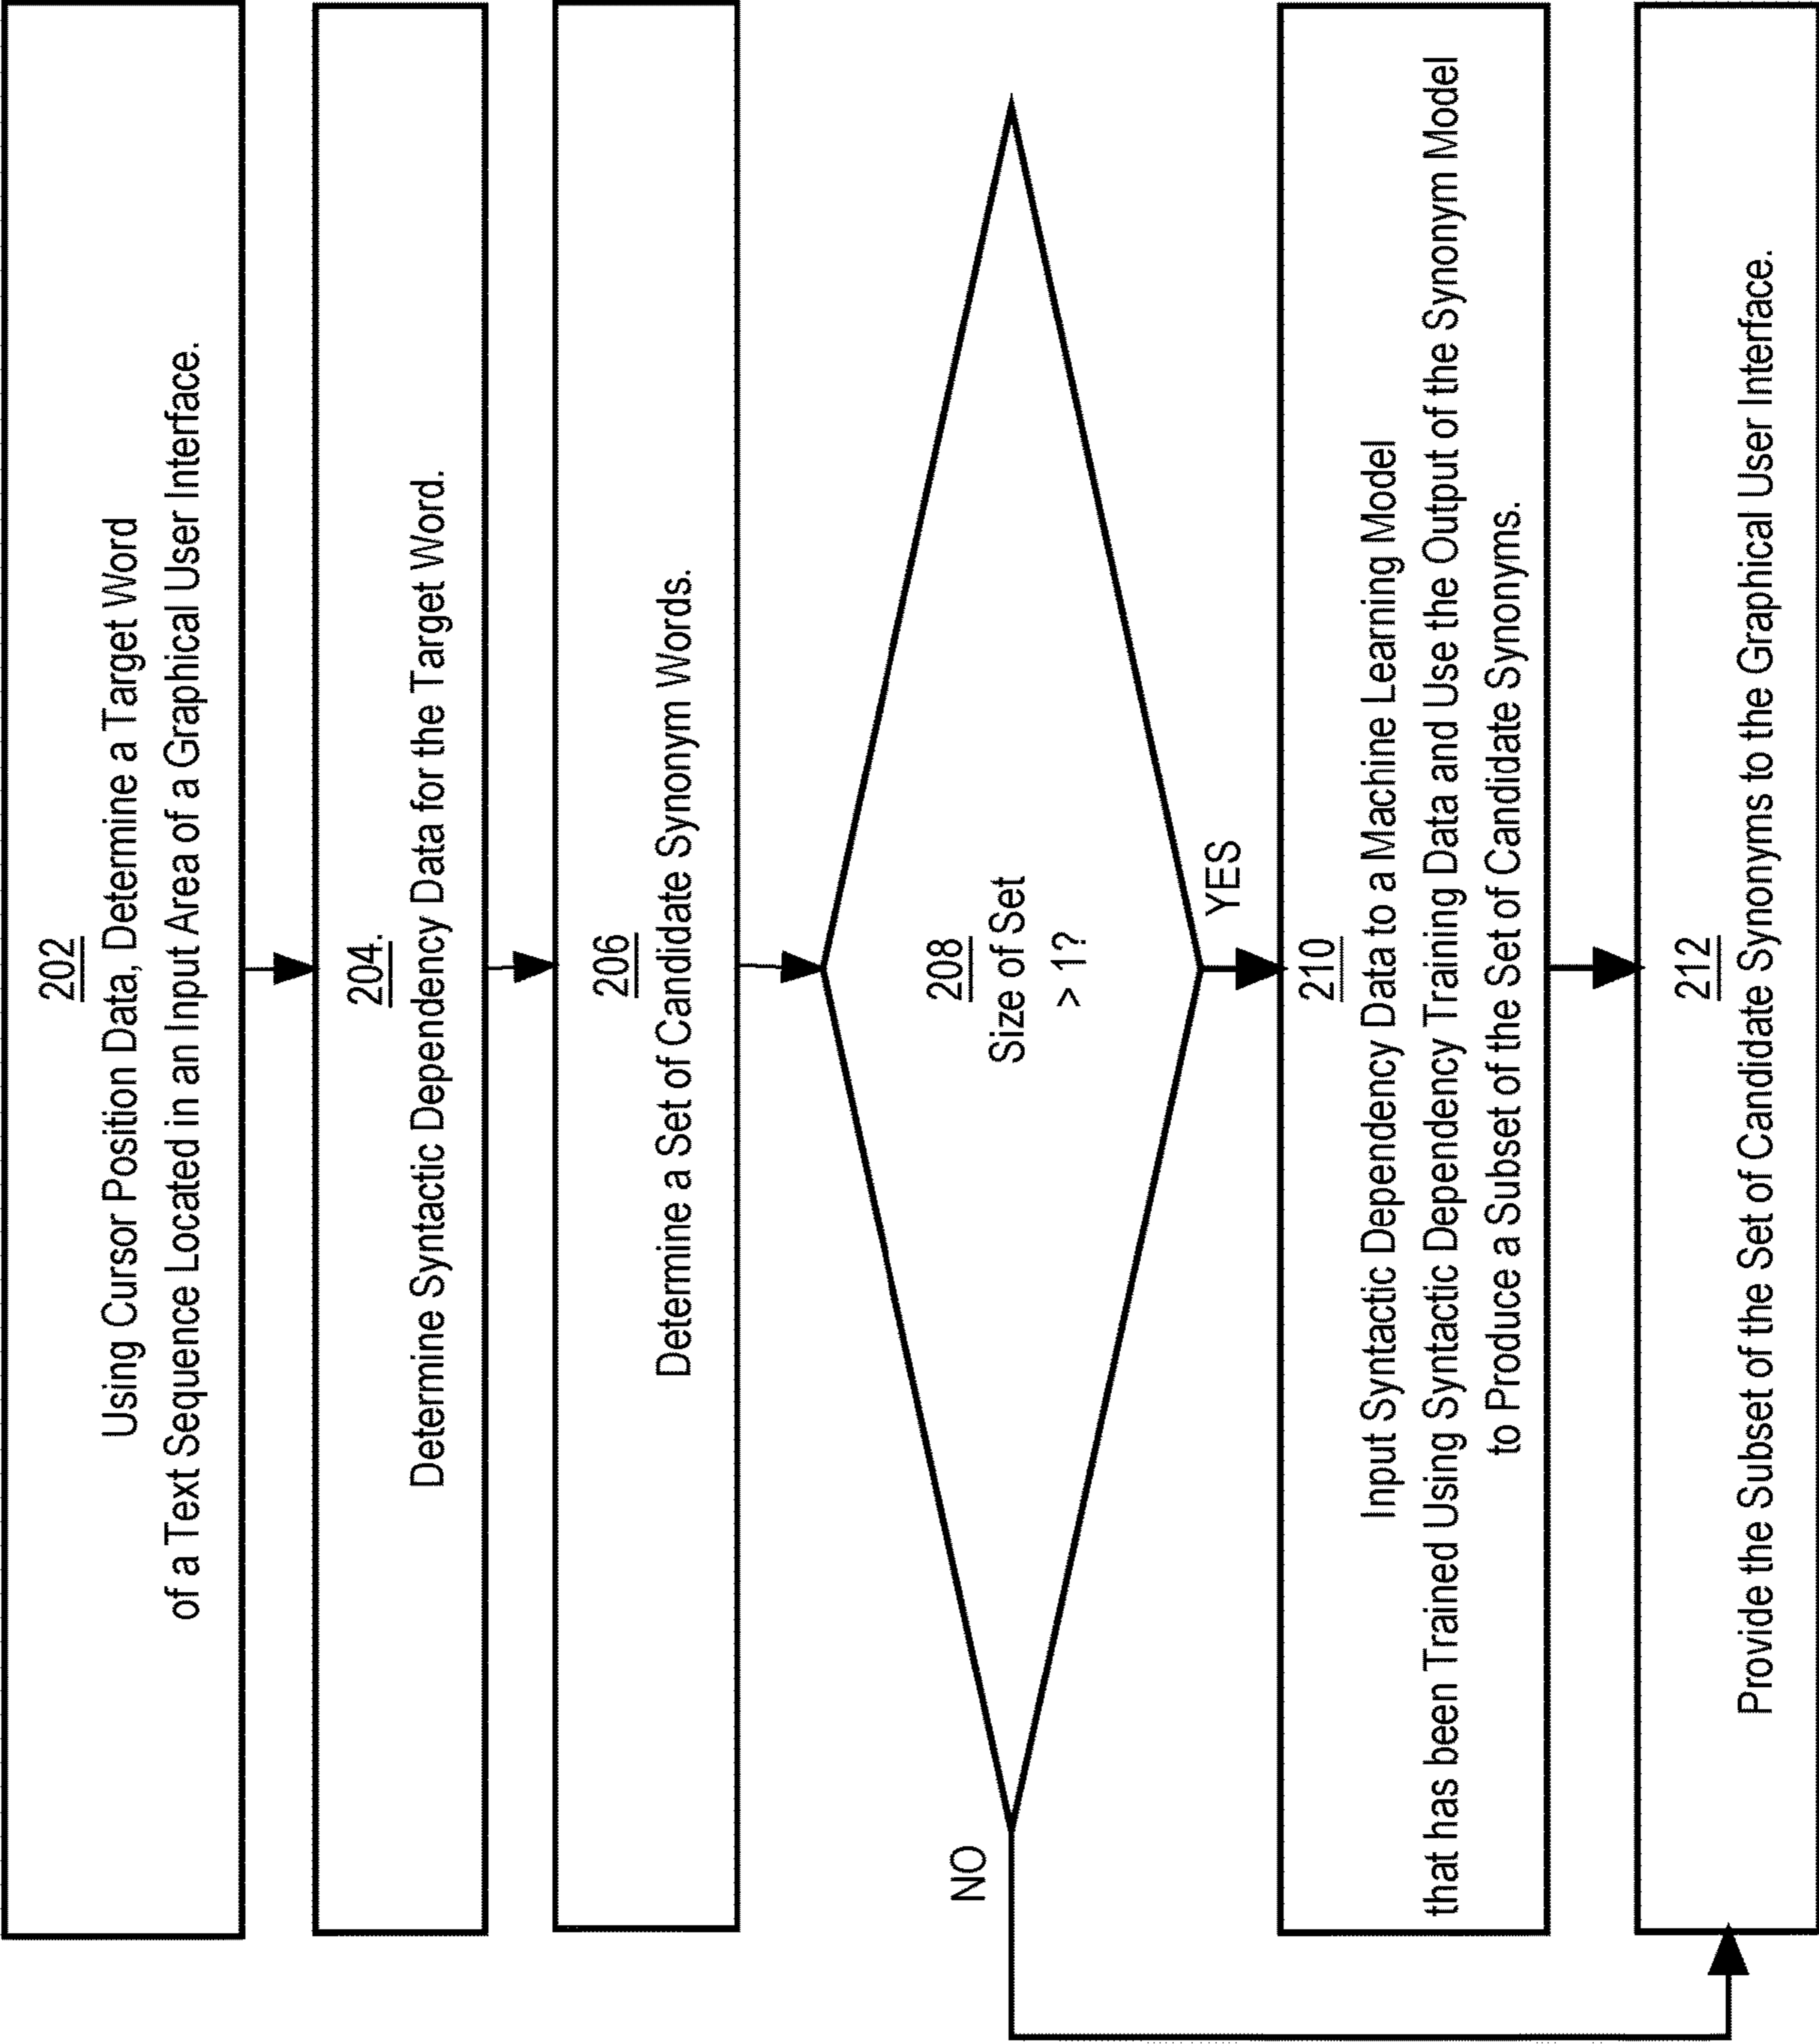 202
Using Cursor Position Data, Determine a Target Word
of a Text Sequence Located in an Input Area of a Graphical User Interface.
204.
Determine Syntactic Dependency Data for the Target Word.
206
Determine a Set of Candidate Synonym Words.
208
Size of Set
> 1?
NO
YES
210
Input Syntactic Dependency Data to a Machine Learning Model
that has been Trained Using Syntactic Dependency Training Data and Use the Output of the Synonym Model
to Produce a Subset of the Set of Candidate Synonyms.
212
Provide the Subset of the Set of Candidate Synonyms to the Graphical User Interface.